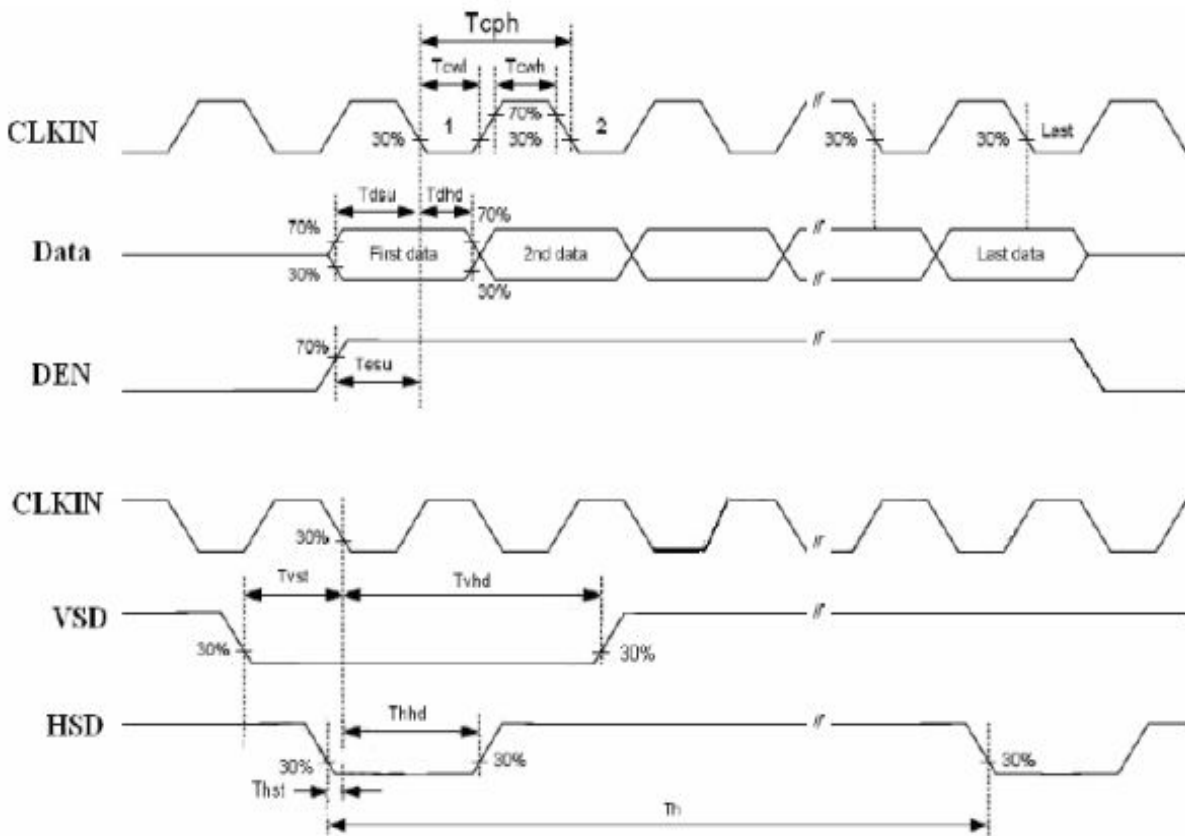 Tcph
Tcwl Tcwh
CLKIN 30% 1 70% 30% 2 30% 30% Last
Tdsu Tdhd
70% 70%
Data First data 2nd data Last data
30% 30%
70%
DEN Tesu
CLKIN 30%
Tvst Tvhd
VSD
30% 30%
HSD Thhd
30% 30% 30%
Thst
Th